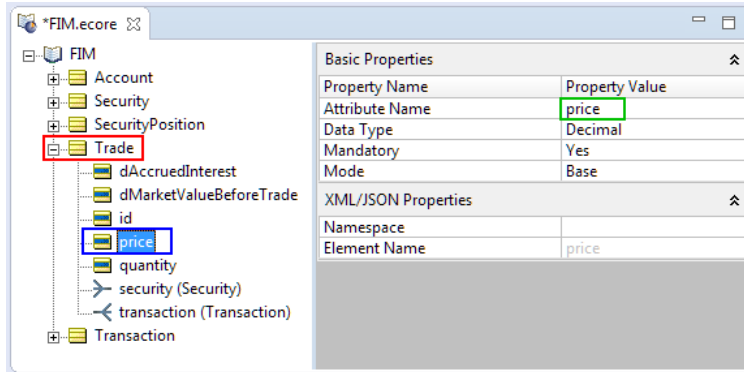 *FIM.ecore
FIM
Account
Security
SecurityPosition
Trade
dAccruedInterest
dMarketValueBeforeTrade
id
price
quantity
security (Security)
transaction (Transaction)
Transaction
Basic Properties
Property Name Property Value
Attribute Name price
Data Type Decimal
Mandatory Yes
Mode Base
XML/JSON Properties
Namespace
Element Name price